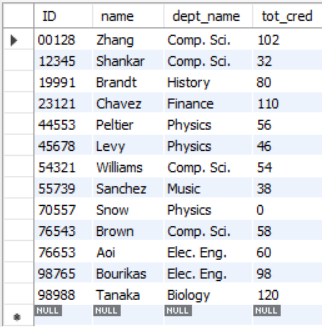 ID name dept_name tot_cred
00128 Zhang Comp. Sci. 102
12345 Shankar Comp. Sci. 32
19991 Brandt History 80
23121 Chavez Finance 110
44553 Peltier Physics 56
45678 Levy Physics 46
54321 Williams Comp. Sci. 54
55739 Sanchez Music 38
70557 Snow Physics 0
76543 Brown Comp. Sci. 58
76653 Aoi Elec. Eng. 60
98765 Bourikas Elec. Eng. 98
98988 Tanaka Biology 120
NULL NULL NULL NULL